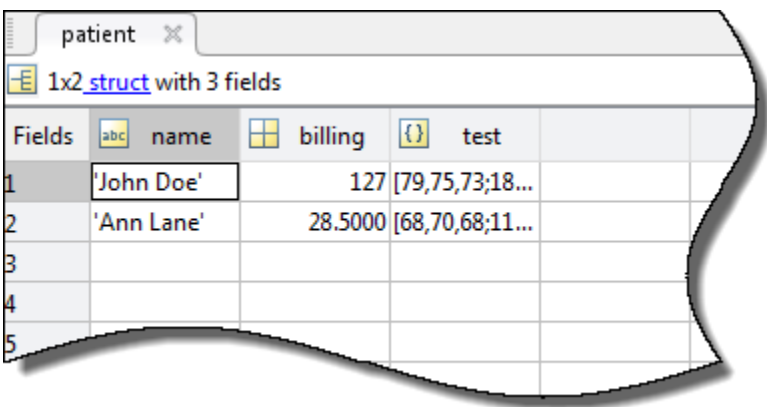 patient
1x2 struct with 3 fields
Fields abc name billing {} test
1 'John Doe' 127 [79,75,73;18...
2 'Ann Lane' 28.5000 [68,70,68;11...
3
4
5